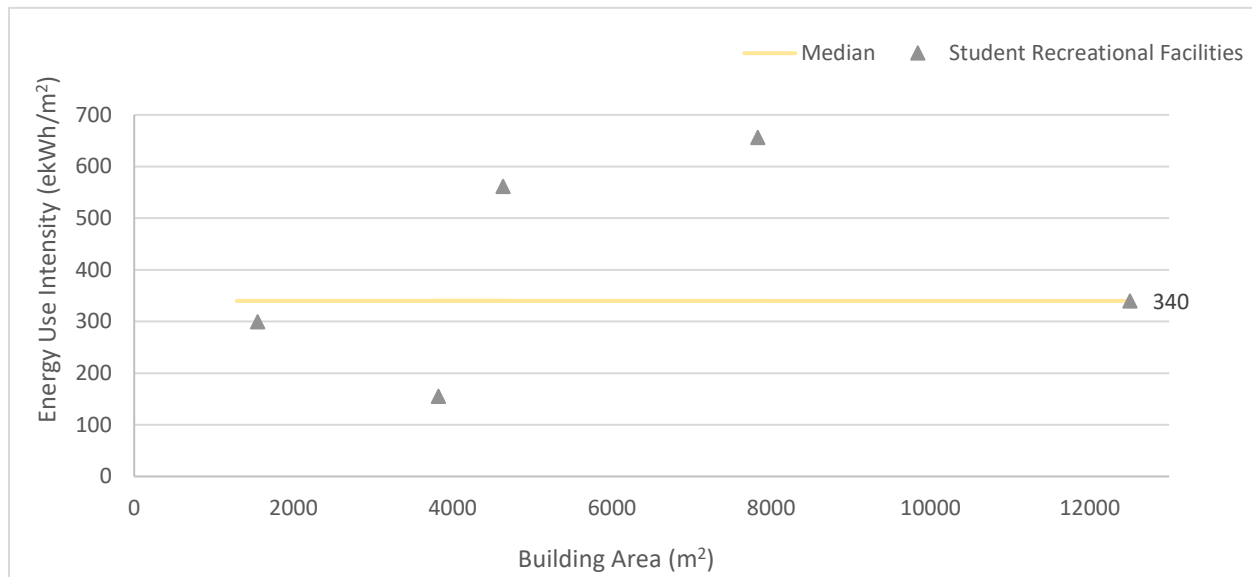 Median Student Recreational Facilities
Energy Use Intensity (ekWh/m²)
700
600
500
400
300
200
100
0
340
0 2000 4000 6000 8000 10000 12000
Building Area (m²)